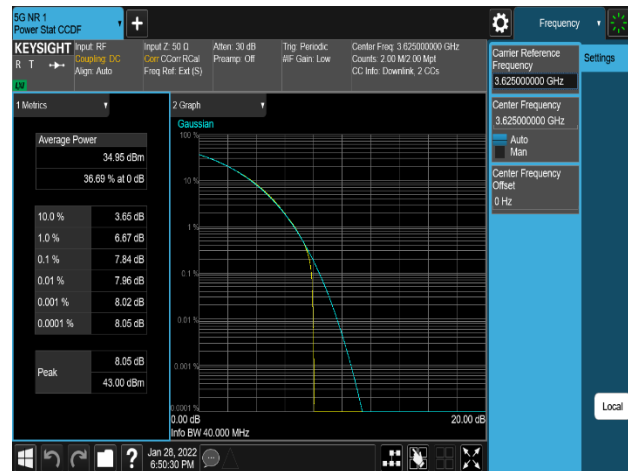 5G NR 1
Power Stat CCDF
Frequency
KEYSIGHT
R T
LW
Input: RF
Coupling: DC
Align: Auto
Input Z: 50 Ω
Corr CCorr RCal
Freq Ref: Ext (S)
Atten: 30 dB
Preamp: Off
Trig: Periodic
#IF Gain: Low
Center Freq: 3.625000000 GHz
Counts: 2.00 M/2.00 Mpt
CC Info: Downlink, 2 CCs
1 Metrics
Average Power
34.95 dBm
36.69 % at 0 dB
10.0 % 3.65 dB
1.0 % 6.67 dB
0.1 % 7.84 dB
0.01 % 7.96 dB
0.001 % 8.02 dB
0.0001 % 8.05 dB
Peak
8.05 dB
43.00 dBm
2 Graph
Gaussian
100 %
10 %
1 %
0.1 %
0.01 %
0.001 %
0.0001 %
0.00 dB 20.00 dB
Info BW 40.000 MHz
Carrier Reference
Frequency
3.625000000 GHz
Center Frequency
3.625000000 GHz
Auto
Man
Center Frequency
Offset
0 Hz
Settings
Local
?
Jan 28, 2022
6:50:30 PM